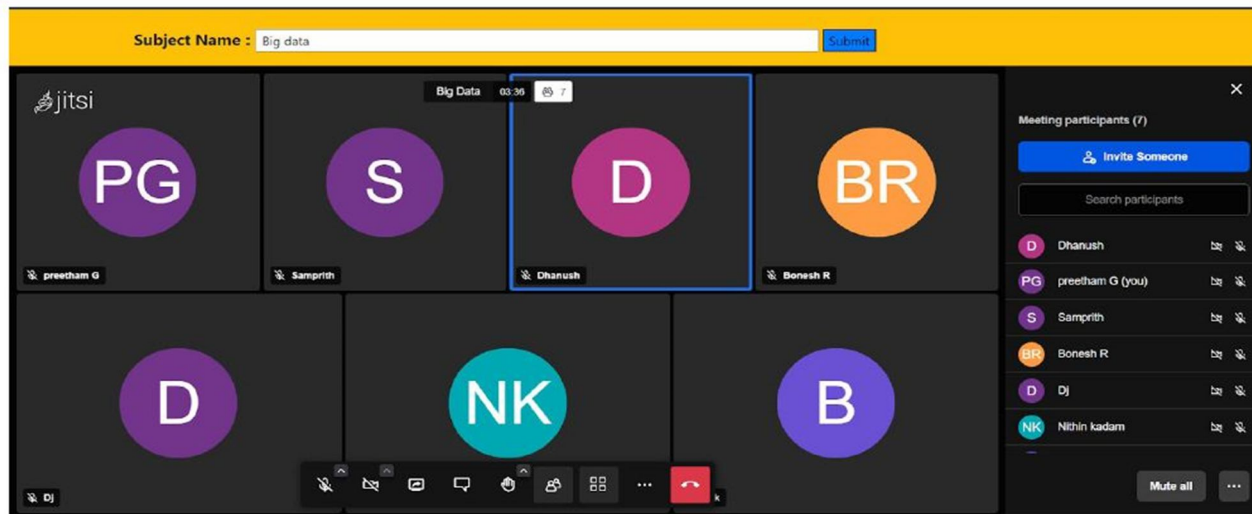 Subject Name : Big data Submit
jitsi
Big Data 03:36 7
PG S D BR
preetham G Samprith Dhanush Bonesh R
D NK B
Dj k
Meeting participants (7)
Invite Someone
Search participants
D Dhanush
PG preetham G (you)
S Samprith
BR Bonesh R
D Dj
NK Nithin kadam
Mute all